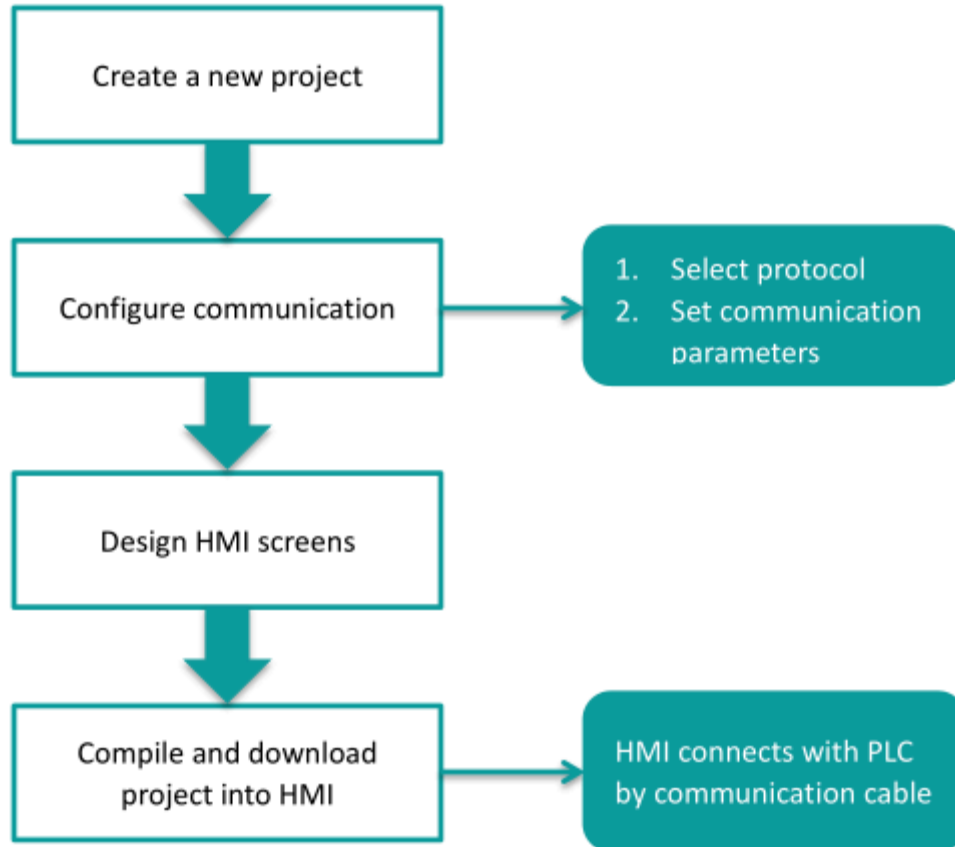 Create a new project
Configure communication
1. Select protocol
2. Set communication
parameters
Design HMI screens
Compile and download
project into HMI
HMI connects with PLC
by communication cable